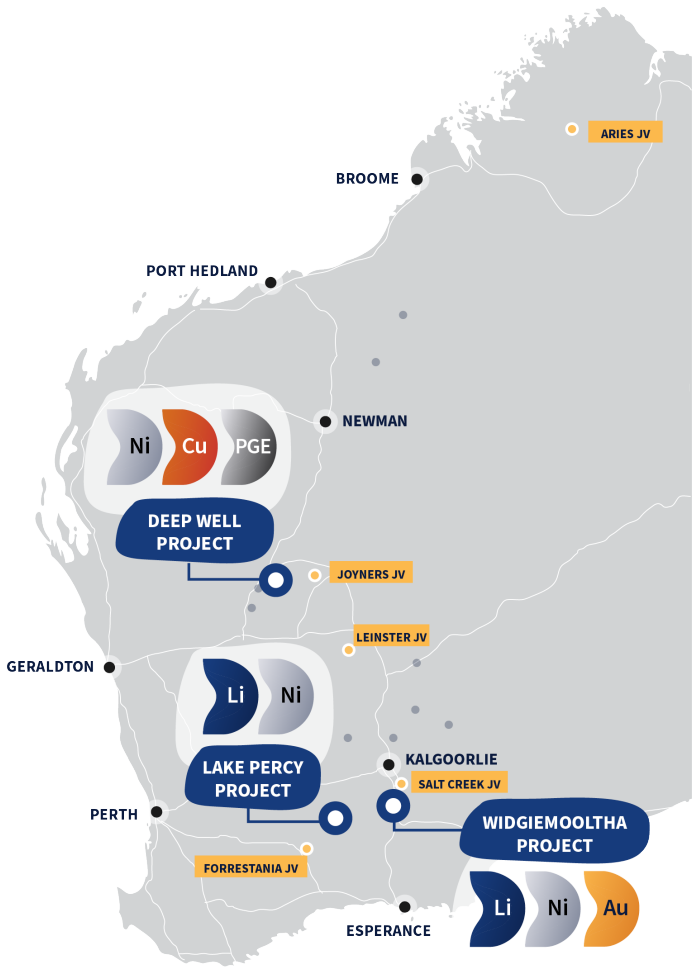 ARIES JV
BROOME
PORT HEDLAND
NEWMAN
Ni
Cu
PGE
DEEP WELL
PROJECT
JOYNERS JV
LEINSTER JV
GERALDTON
Li
Ni
KALGOORLIE
LAKE PERCY
PROJECT
SALT CREEK JV
PERTH
WIDGIEMOOLTHA
PROJECT
FORRESTANIA JV
Li
Ni
Au
ESPERANCE